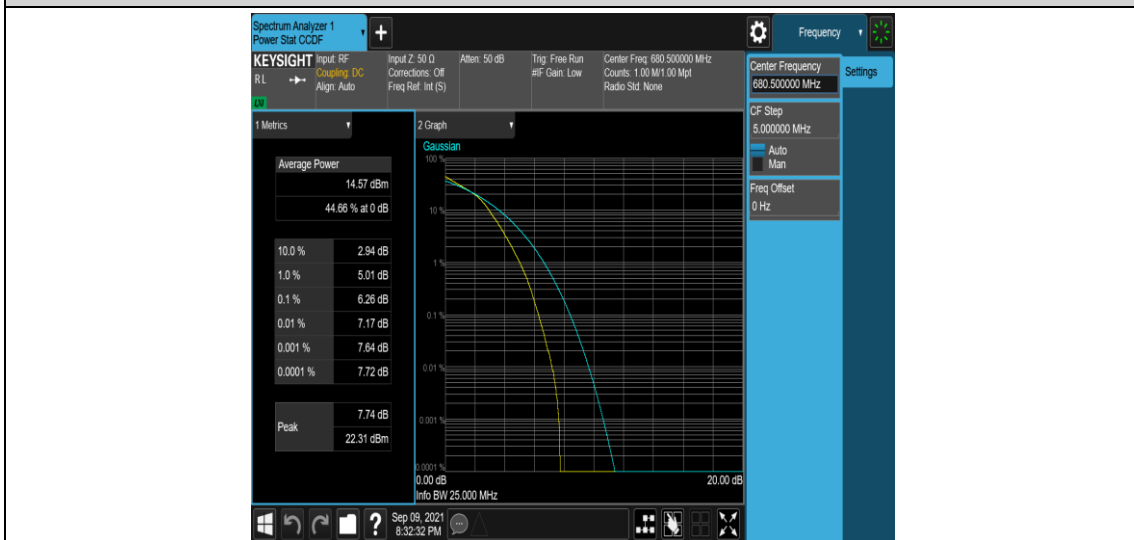 Spectrum Analyzer 1
Power Stat CCDF
+
Frequency
KEYSIGHT
RL
Input: RF
Coupling: DC
Align: Auto
Input Z: 50 Ω
Corrections: Off
Freq Ref: Int (S)
Atten: 50 dB
Trig: Free Run
#IF Gain: Low
Center Freq: 680.500000 MHz
Counts: 1.00 M/1.00 Mpt
Radio Std: None
Center Frequency
680.500000 MHz
Settings
CF Step
5.000000 MHz
Auto
Man
Freq Offset
0 Hz
1 Metrics
Average Power
14.57 dBm
44.66 % at 0 dB
10.0 % 2.94 dB
1.0 % 5.01 dB
0.1 % 6.26 dB
0.01 % 7.17 dB
0.001 % 7.64 dB
0.0001 % 7.72 dB
Peak
7.74 dB
22.31 dBm
2 Graph
Gaussian
100 %
10 %
1 %
0.1 %
0.01 %
0.001 %
0.0001 %
0.00 dB 20.00 dB
Info BW 25.000 MHz
?
Sep 09, 2021
8:32:32 PM